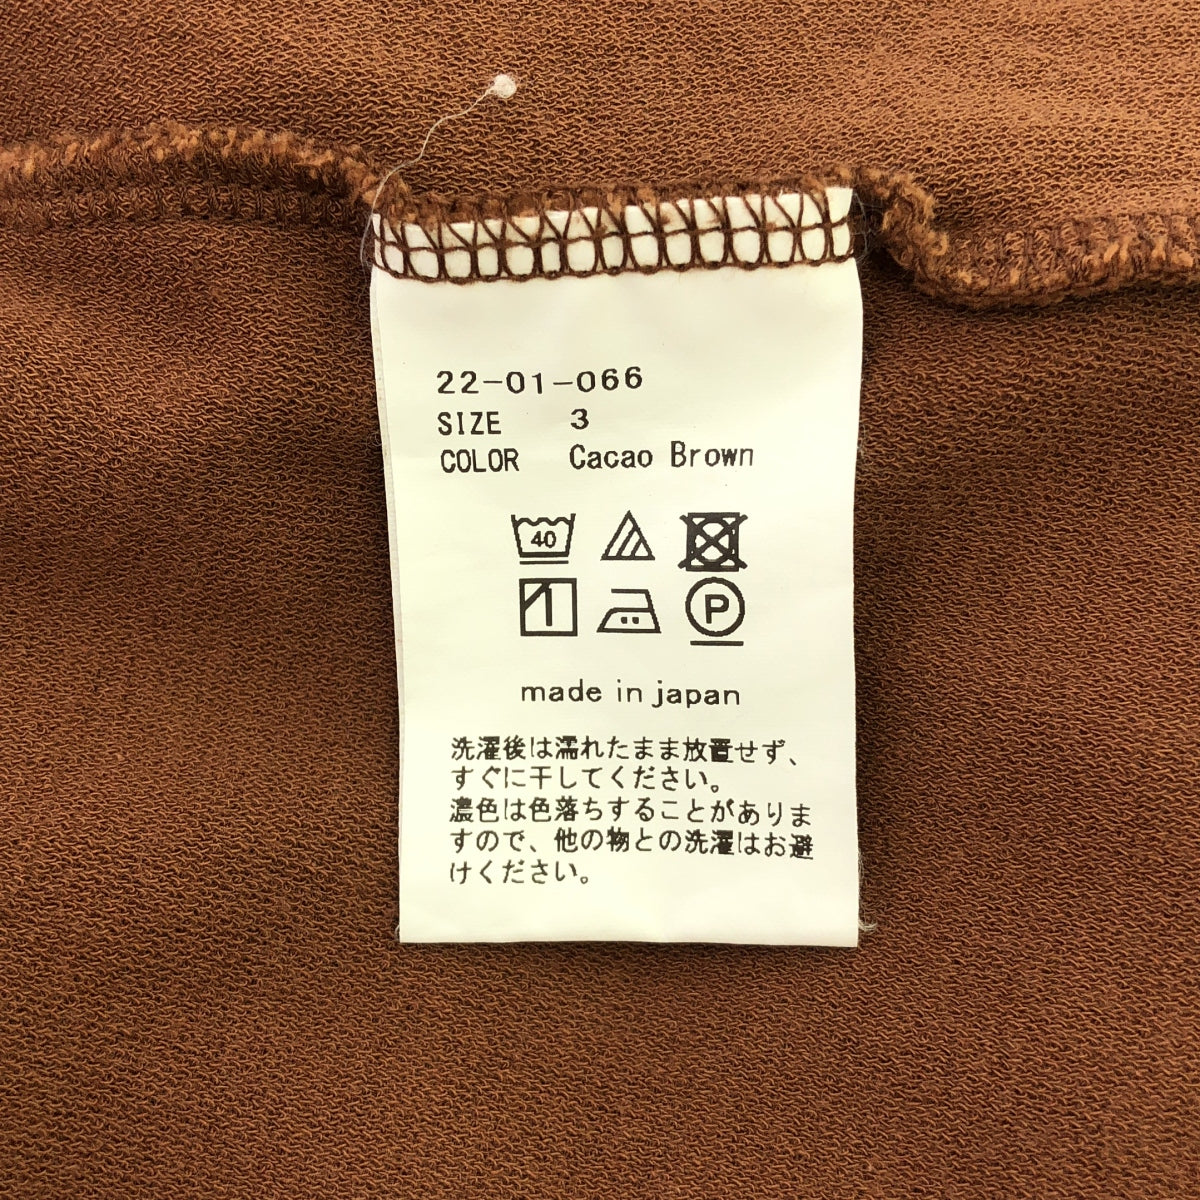 22-01-066
SIZE 3
COLOR Cacao Brown
40
P
made in japan
洗濯後は濡れたまま放置せず、
すぐに干してください。
濃色は色落ちすることがありま
すので、他の物との洗濯はお避
けください。